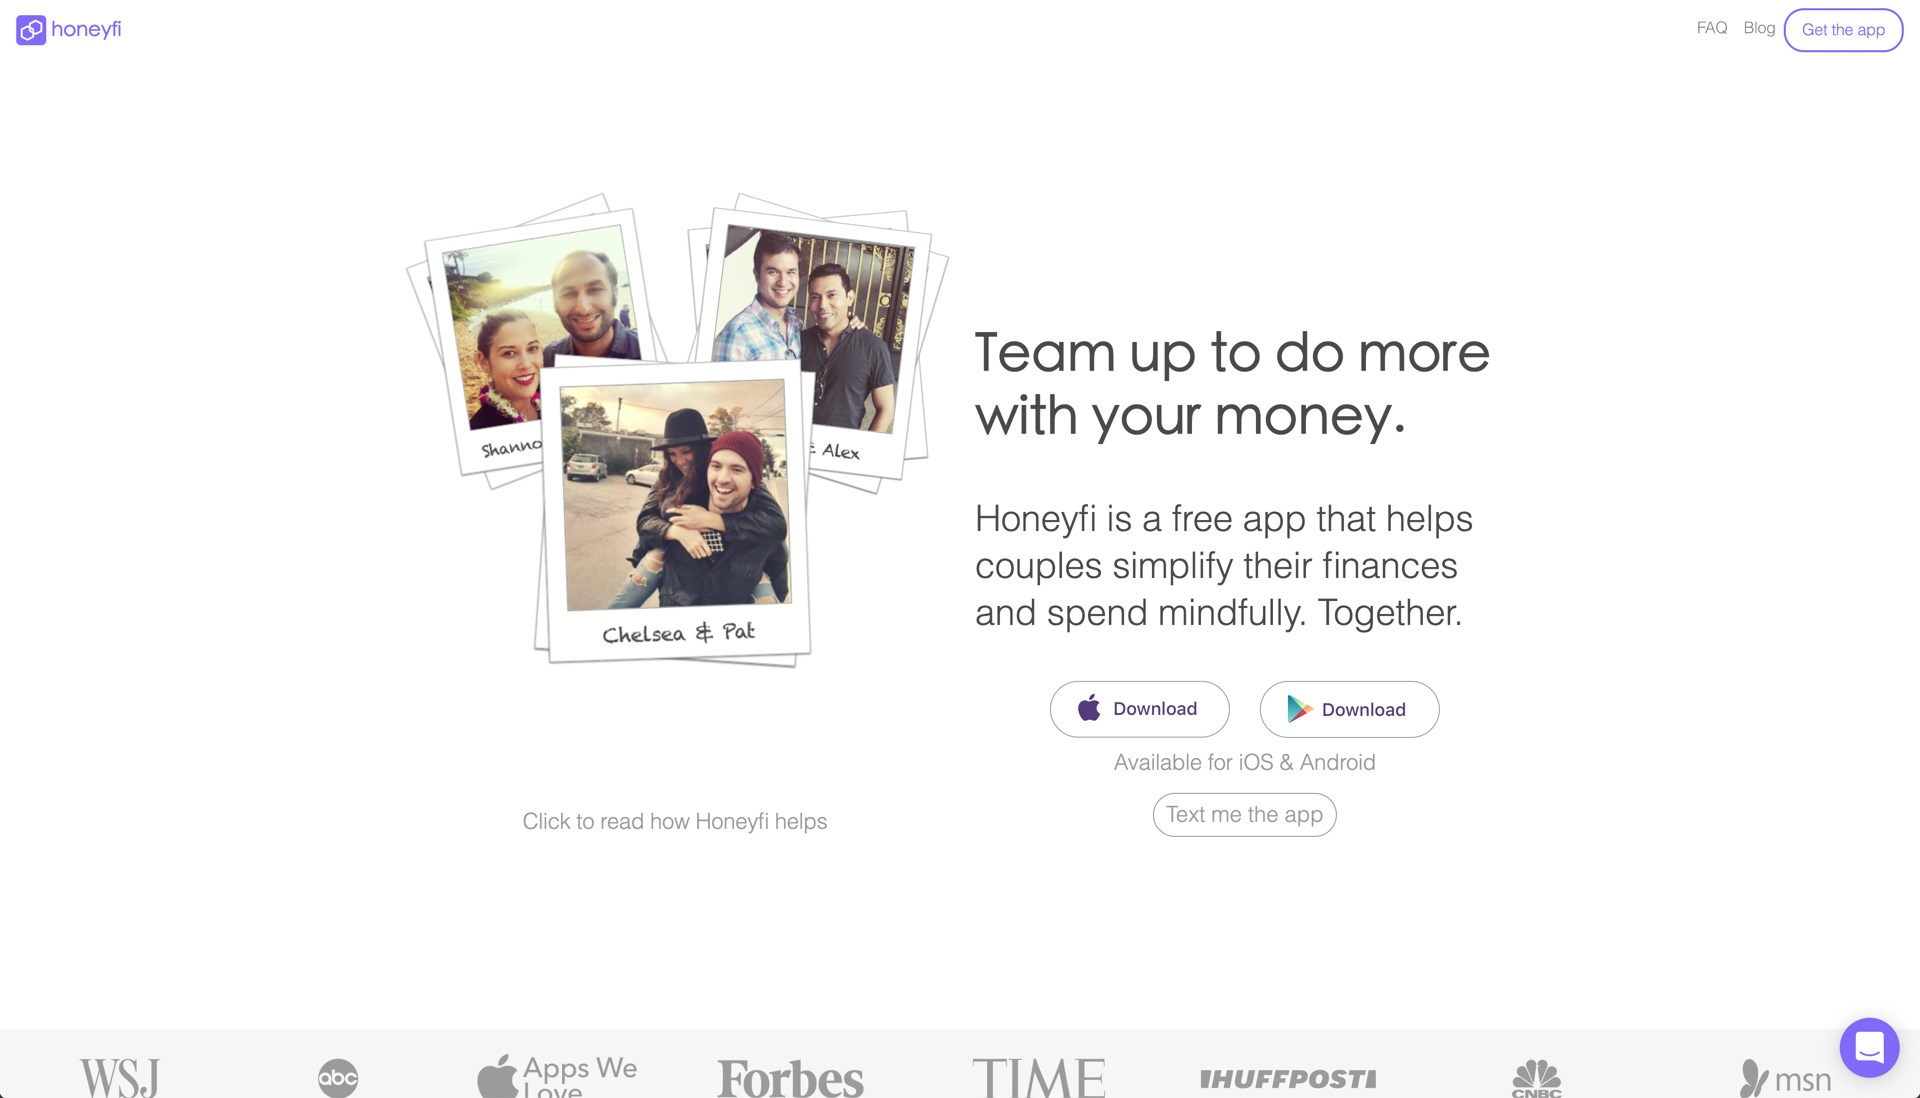 honeyfi
FAQ Blog Get the app
& Alex
Chelsea & Pat
Team up to do more
with your money.
Honeyfi is a free app that helps
couples simplify their finances
and spend mindfully. Together.
Download
Download
Available for iOS & Android
Text me the app
Click to read how Honeyfi helps
WSJ
abc
Apps We
Love
Forbes
TIME
HUFFPOST
CNBC
msn